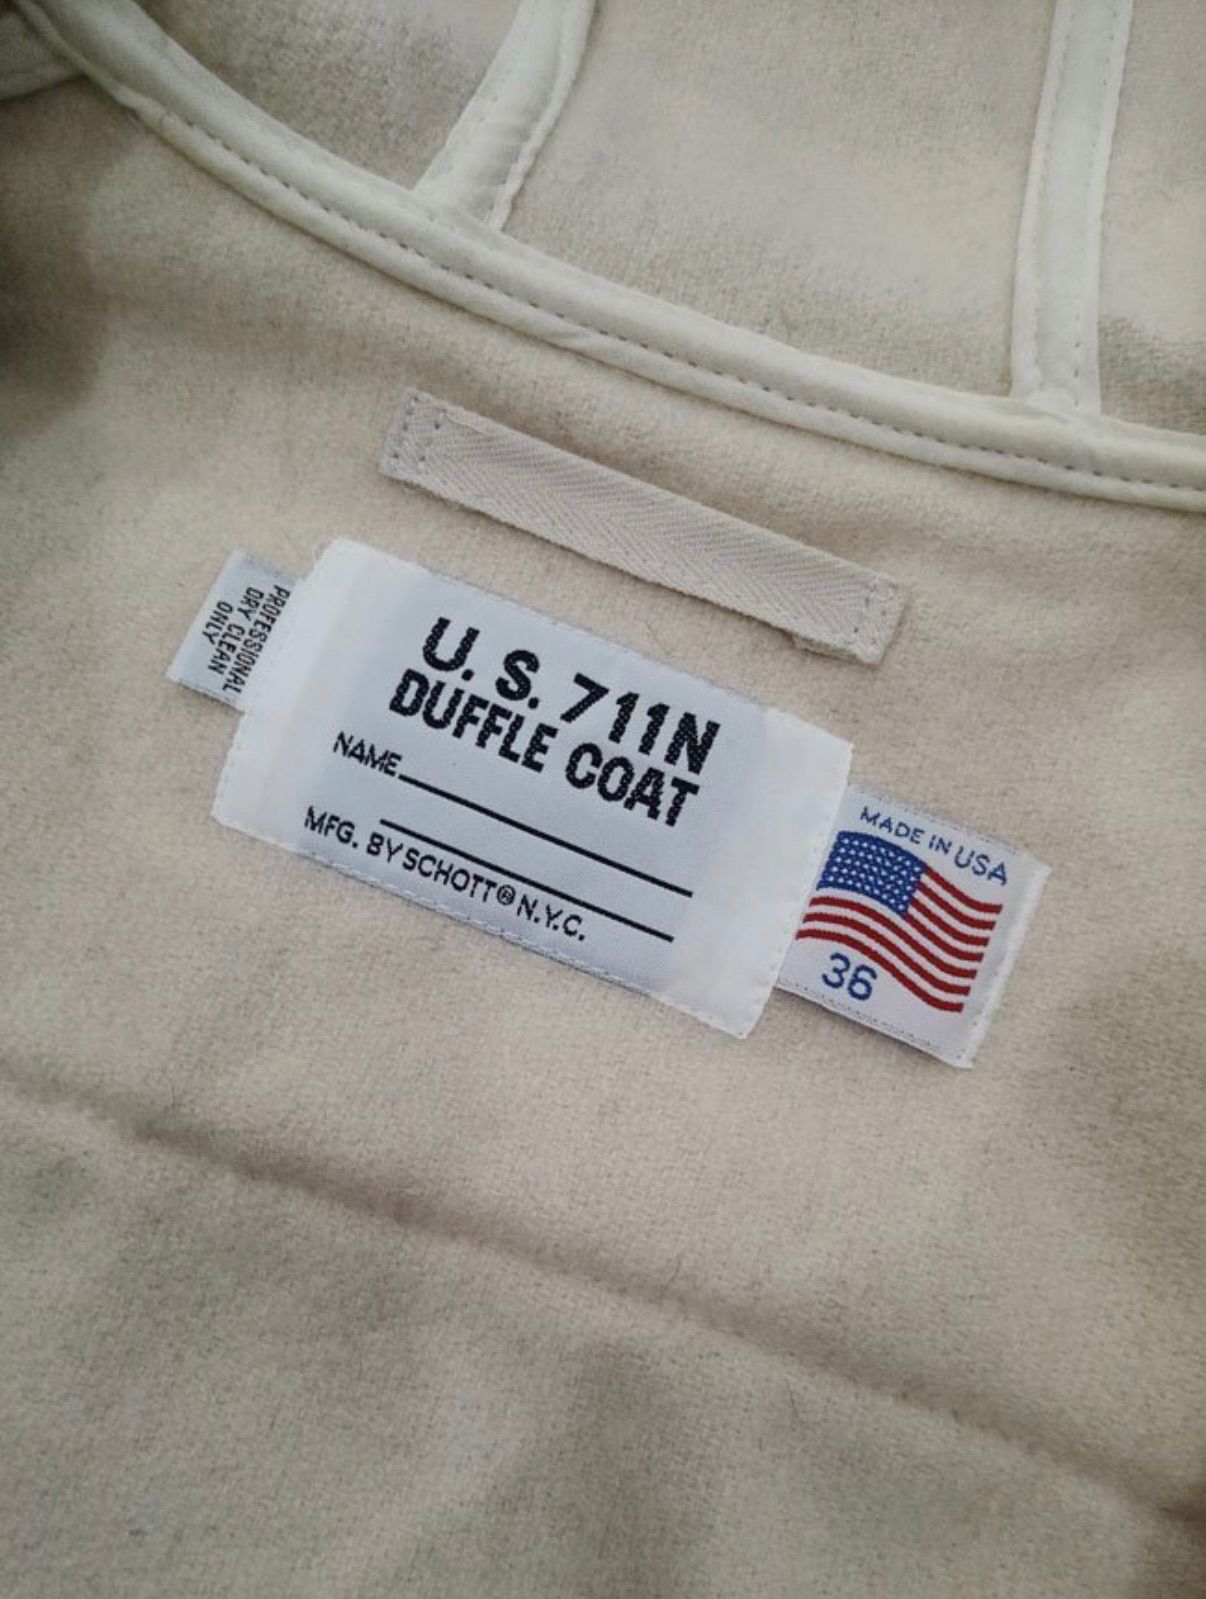 PROFESSIONAL
DRY CLEAN
ONLY
U. S. 711N
DUFFLE COAT
NAME
MFG. BY SCHOTT® N.Y.C.
MADE IN USA
36